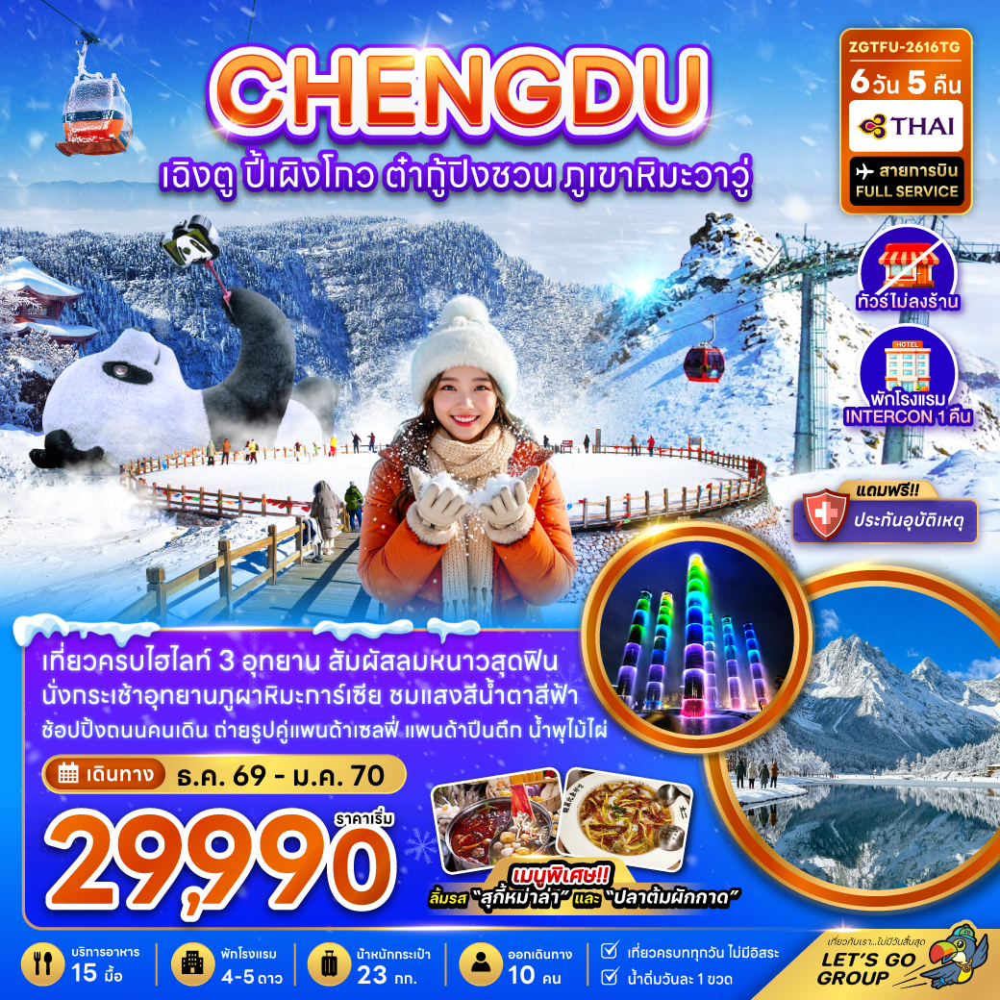 CHENGDU
เฉิงตู ปี้เผิงโกว ต๋ากู้ปิงชวน ภูเขาหิมะวาวู่
ZGTFU-2616TG
6 วัน 5 คืน
THAI
สายการบิน
FULL SERVICE
ทัวร์ไม่ลงร้าน
HOTEL
พักโรงแรม
INTERCON 1 คืน
แถมฟรี!!
ประกันอุบัติเหตุ
เที่ยวครบไฮไลท์ 3 อุทยาน สัมผัสลมหนาวสุดฟิน
นั่งกระเช้าอุทยานภูผาหิมะการ์เซีย ชมแสงสีน้ำตาสีฟ้า
ช้อปปิ้งถนนคนเดิน ถ่ายรูปคู่แพนด้าเซลฟี่ แพนด้าปีนตึก น้ำพุไม้ไผ่
เดินทาง ธ.ค. 69 - ม.ค. 70
ราคาเริ่ม
29,990
เมนูพิเศษ!!
ลิ้มรส "สุกี้หม่าล่า" และ "ปลาต้มผักกาด"
บริการอาหาร
15 มื้อ
พักโรงแรม
4-5 ดาว
น้ำหนักกระเป๋า
23 กก.
ออกเดินทาง
10 คน
เที่ยวครบททุกวัน ไม่มีอิสระ
น้ำดื่มวันละ 1 ขวด
เที่ยวกับเรา...ไม่มีวันสิ้นสุด
LET'S GO
GROUP